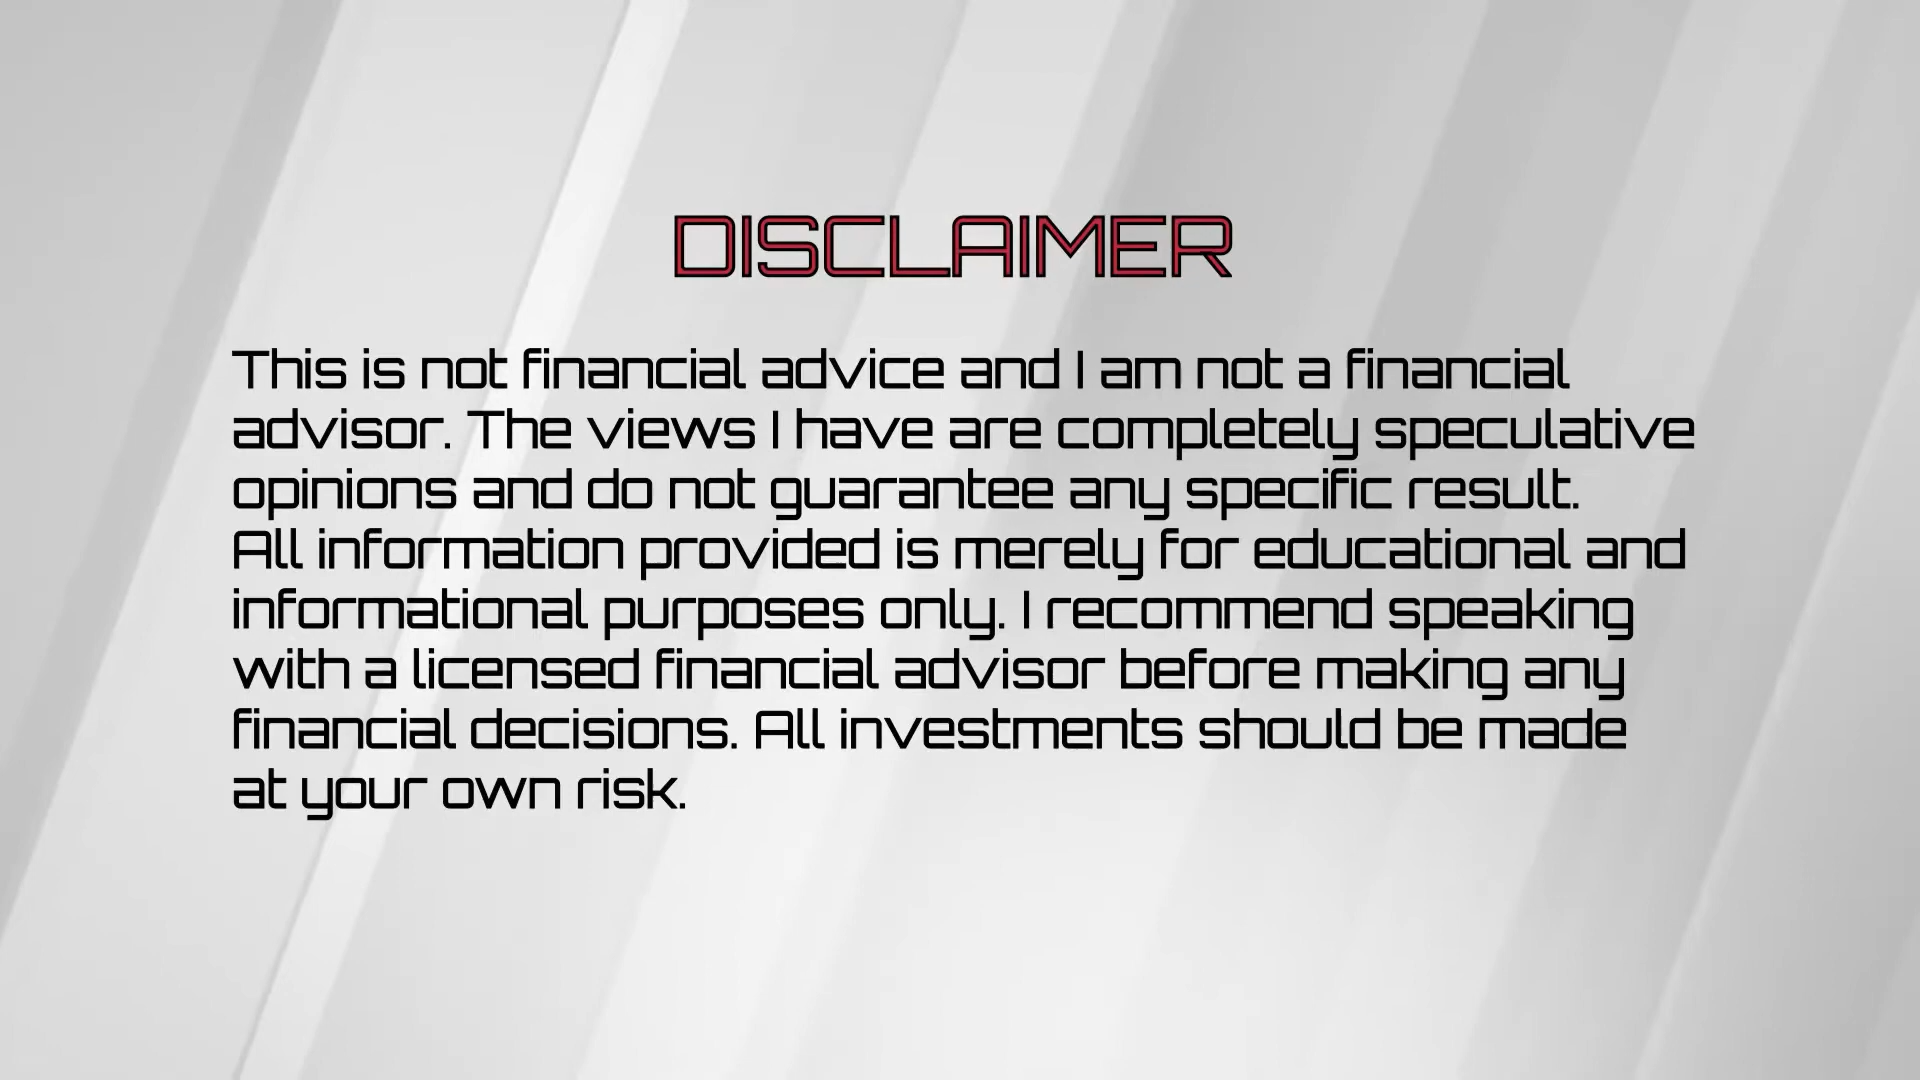 DISCLAIMER
This is not financial advice and I am not a financial
advisor. The views I have are completely speculative
opinions and do not guarantee any specific result.
All information provided is merely for educational and
informational purposes only. I recommend speaking
with a licensed financial advisor before making any
financial decisions. All investments should be made
at your own risk.